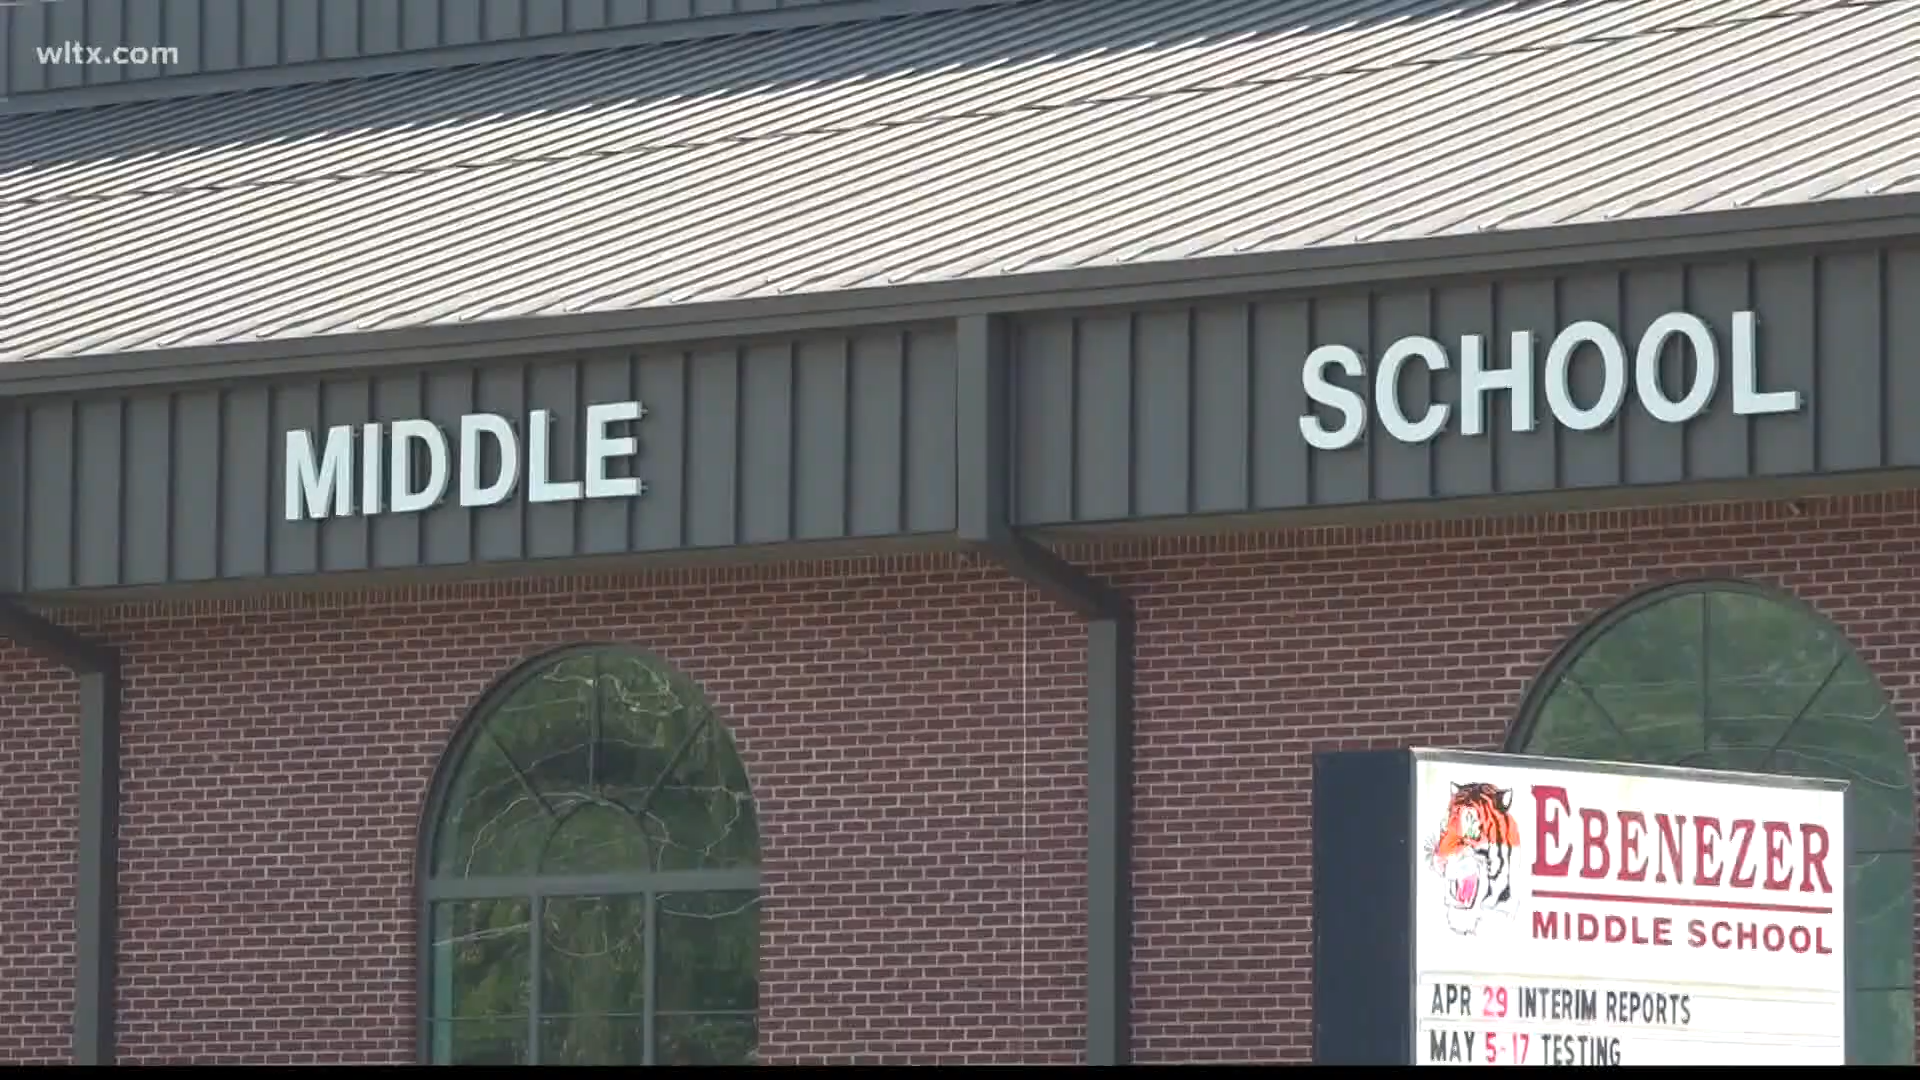 wltx.com
MIDDLE SCHOOL
EBENEZER
MIDDLE SCHOOL
APR 29 INTERIM REPORTS
MAY 5-17 TESTING